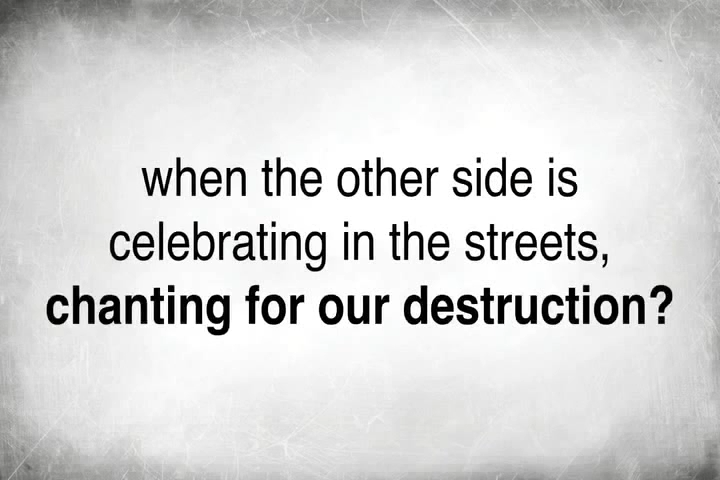 when the other side is
celebrating in the streets,
chanting for our destruction?